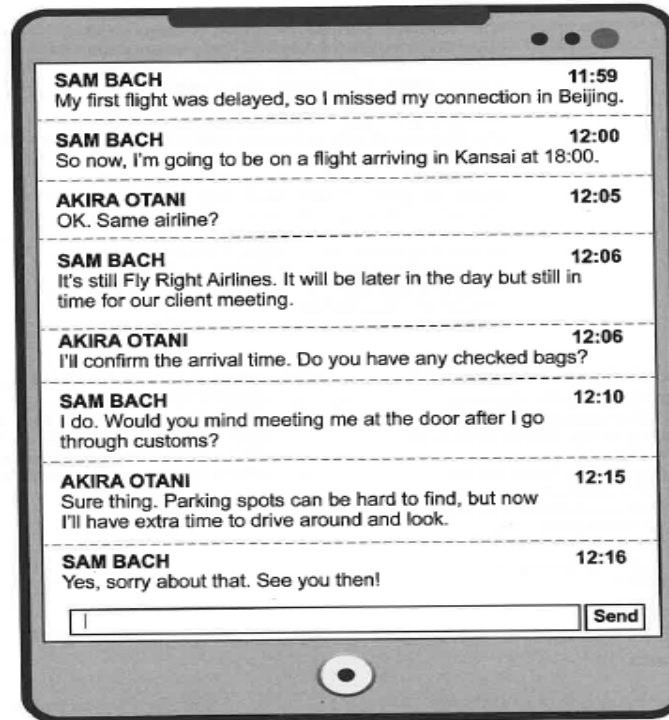 SAM BACH 11:59
My first flight was delayed, so I missed my connection in Beijing.
SAM BACH 12:00
So now, I'm going to be on a flight arriving in Kansai at 18:00.
AKIRA OTANI 12:05
OK. Same airline?
SAM BACH 12:06
It's still Fly Right Airlines. It will be later in the day but still in
time for our client meeting.
AKIRA OTANI 12:06
I'll confirm the arrival time. Do you have any checked bags?
SAM BACH 12:10
I do. Would you mind meeting me at the door after I go
through customs?
AKIRA OTANI 12:15
Sure thing. Parking spots can be hard to find, but now
I'll have extra time to drive around and look.
SAM BACH 12:16
Yes, sorry about that. See you then!
Send